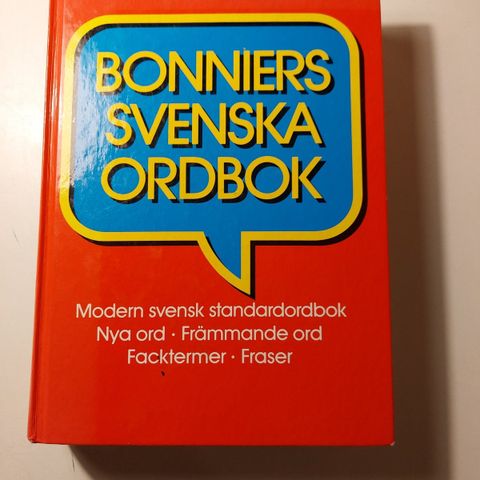 BONNIERS
SVENSKA
ORDBOK
Modern svensk standardordbok
Nya ord · Främmande ord
Facktermer · Fraser